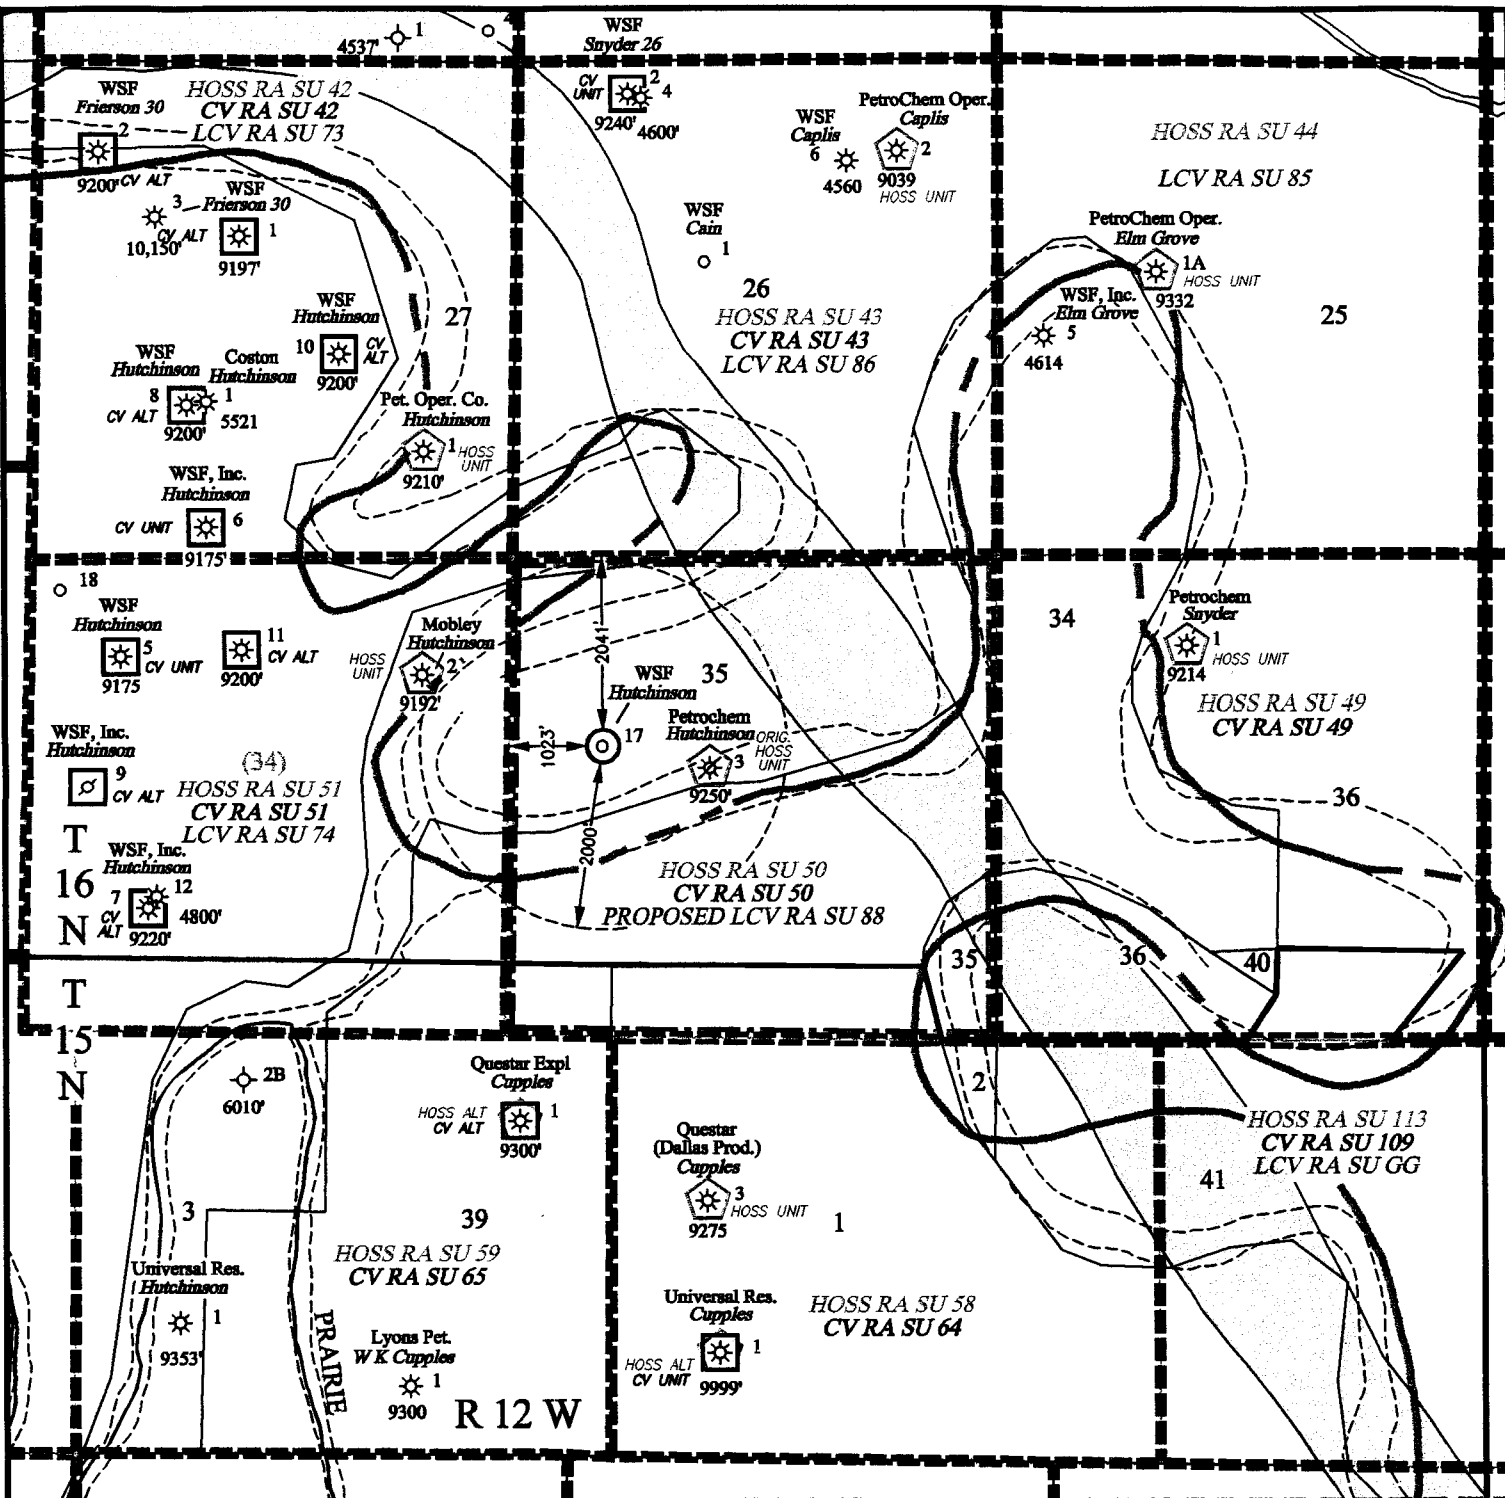 4537' 1
WSF
Snyder 26
CV
UNIT
2
4
9240'
4600'
WSF
Frierson 30
2
9200' CV ALT
HOSS RA SU 42
CV RA SU 42
LCV RA SU 73
3
10,150'
CV ALT
WSF
Frierson 30
1
9197'
WSF
Caplis
6
4560
PetroChem Oper.
Caplis
2
9039
HOSS UNIT
HOSS RA SU 44
LCV RA SU 85
WSF
Cain
1
PetroChem Oper.
Elm Grove
1A
HOSS UNIT
9332
WSF, Inc.
Elm Grove
5
4614
25
26
HOSS RA SU 43
CV RA SU 43
LCV RA SU 86
27
WSF
Hutchinson
10
CV
ALT
9200'
WSF
Hutchinson
8
CV ALT
9200'
Coston
Hutchinson
1
5521
Pet. Oper. Co.
Hutchinson
1
HOSS
UNIT
9210'
WSF, Inc.
Hutchinson
CV UNIT
6
9175'
18
WSF
Hutchinson
5
CV UNIT
9175
11
CV ALT
9200'
Mobley
Hutchinson
HOSS
UNIT
2
9192'
2041'
1023'
2000'
WSF
Hutchinson
17
35
Petrochem
Hutchinson
ORIG.
HOSS
UNIT
3
9250'
34
Petrochem
Snyder
1
HOSS UNIT
9214
HOSS RA SU 49
CV RA SU 49
36
WSF, Inc.
Hutchinson
9
CV ALT
(34)
HOSS RA SU 51
CV RA SU 51
LCV RA SU 74
T
16
N
WSF, Inc.
Hutchinson
7
CV
ALT
12
4800'
9220'
HOSS RA SU 50
CV RA SU 50
PROPOSED LCV RA SU 88
35
36
40
T
15
N
2B
6010'
Questar Expl
Cupples
HOSS ALT
CV ALT
1
9300'
2
Questar
(Dallas Prod.)
Cupples
3
HOSS UNIT
9275
1
HOSS RA SU 113
CV RA SU 109
LCV RA SU GG
41
3
39
HOSS RA SU 59
CV RA SU 65
Universal Res.
Hutchinson
1
9353'
PRAIRIE
Lyons Pet.
W K Cupples
1
9300
R 12 W
Universal Res.
Cupples
HOSS ALT
CV UNIT
1
9999'
HOSS RA SU 58
CV RA SU 64